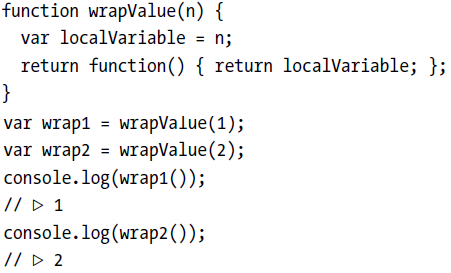 function wrapValue(n) {
  var localVariable = n;
  return function() { return localVariable; };
}
var wrap1 = wrapValue(1);
var wrap2 = wrapValue(2);
console.log(wrap1());
// ▷ 1
console.log(wrap2());
// ▷ 2